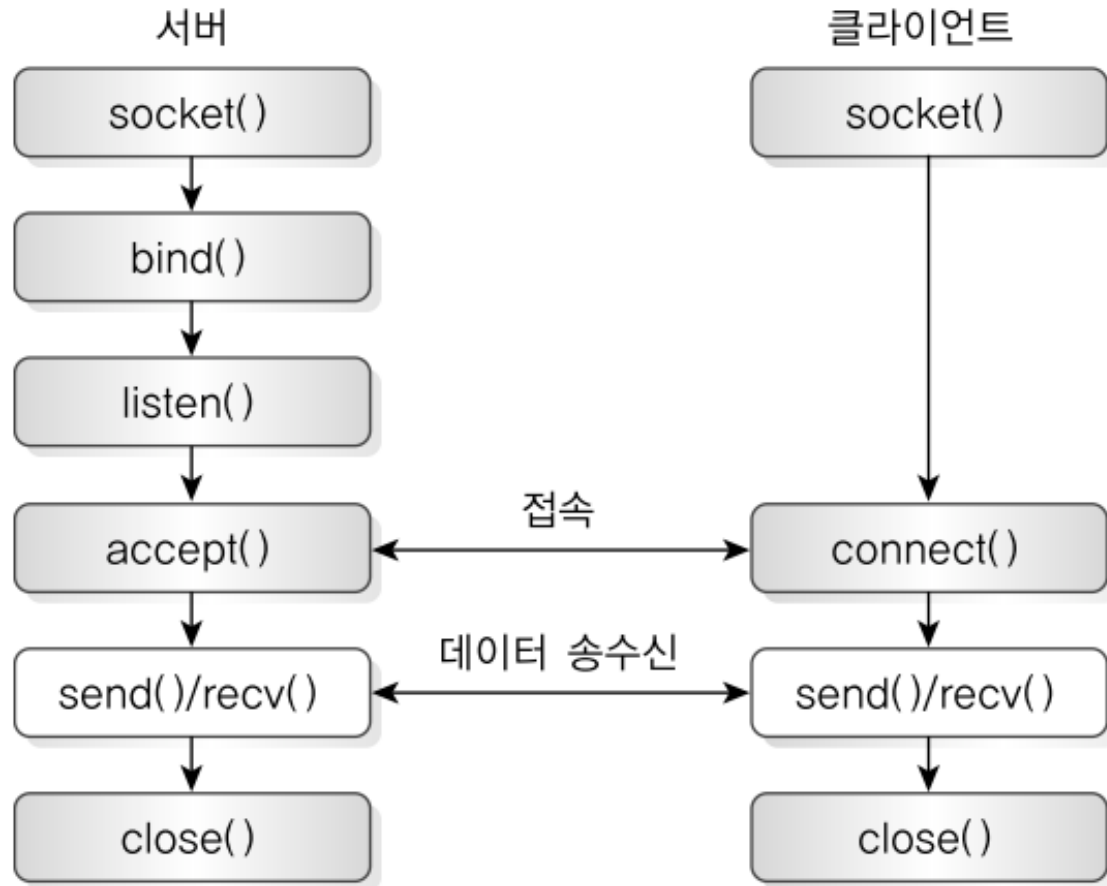 서버
클라이언트
socket()
socket()
bind()
listen()
접속
accept()
connect()
데이터 송수신
send()/recv()
send()/recv()
close()
close()